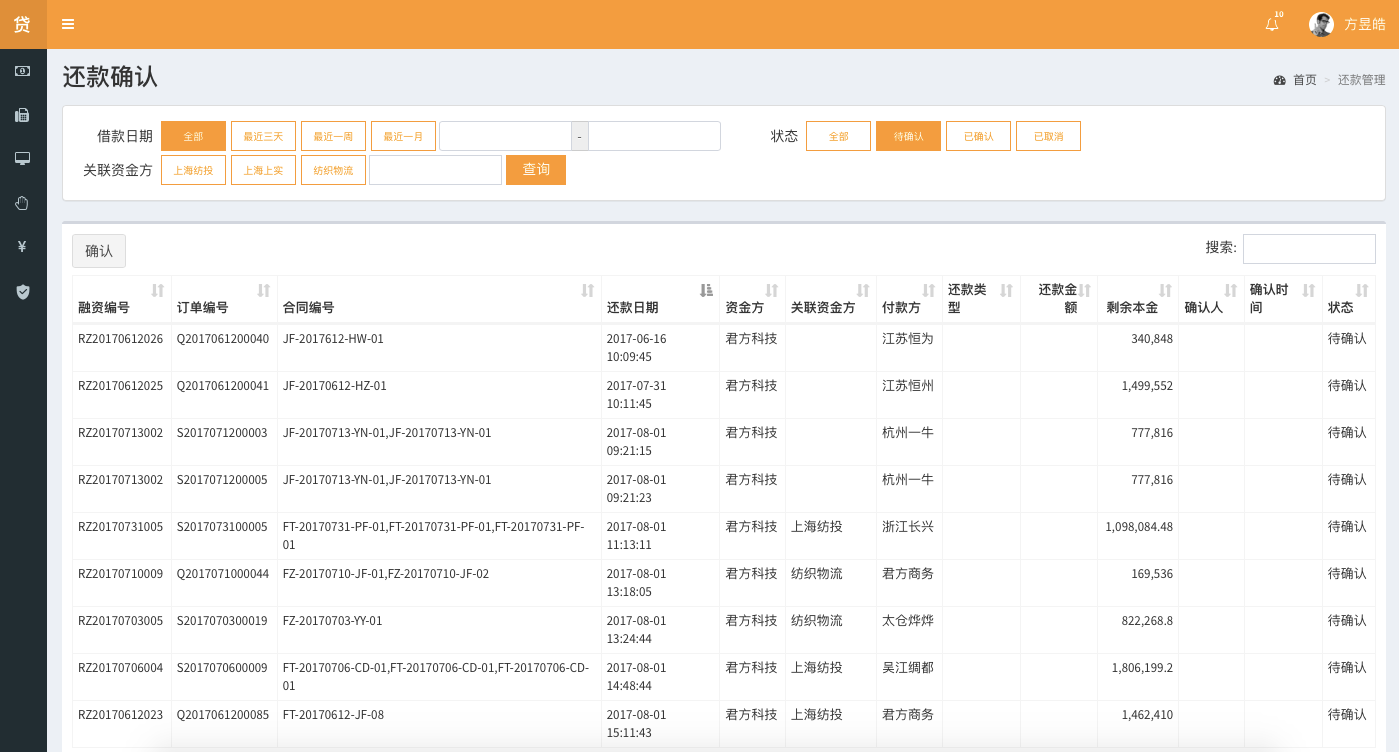 贷
10
方昱皓
还款确认
首页 > 还款管理
借款日期 全部 最近三天 最近一周 最近一月 - 状态 全部 待确认 已确认 已取消
关联资金方 上海纺投 上海上实 纺织物流 查询
确认 搜索:
融资编号 订单编号 合同编号 还款日期 资金方 关联资金方 付款方 还款类型 还款金额 剩余本金 确认人 确认时间 状态
RZ20170612026 Q2017061200040 JF-2017612-HW-01 2017-06-16 君方科技 江苏恒为 340,848 待确认
10:09:45
RZ20170612025 Q2017061200041 JF-20170612-HZ-01 2017-07-31 君方科技 江苏恒州 1,499,552 待确认
10:11:45
RZ20170713002 S2017071200003 JF-20170713-YN-01,JF-20170713-YN-01 2017-08-01 君方科技 杭州一牛 777,816 待确认
09:21:15
RZ20170713002 S2017071200005 JF-20170713-YN-01,JF-20170713-YN-01 2017-08-01 君方科技 杭州一牛 777,816 待确认
09:21:23
RZ20170731005 S2017073100005 FT-20170731-PF-01,FT-20170731-PF-01,FT-20170731-PF- 2017-08-01 君方科技 上海纺投 浙江长兴 1,098,084.48 待确认
01 11:13:11
RZ20170710009 Q2017071000044 FZ-20170710-JF-01,FZ-20170710-JF-02 2017-08-01 君方科技 纺织物流 君方商务 169,536 待确认
13:18:05
RZ20170703005 S2017070300019 FZ-20170703-YY-01 2017-08-01 君方科技 纺织物流 太仓烨烨 822,268.8 待确认
13:24:44
RZ20170706004 S2017070600009 FT-20170706-CD-01,FT-20170706-CD-01,FT-20170706-CD- 2017-08-01 君方科技 上海纺投 吴江绸都 1,806,199.2 待确认
01 14:48:44
RZ20170612023 Q2017061200085 FT-20170612-JF-08 2017-08-01 君方科技 上海纺投 君方商务 1,462,410 待确认
15:11:43